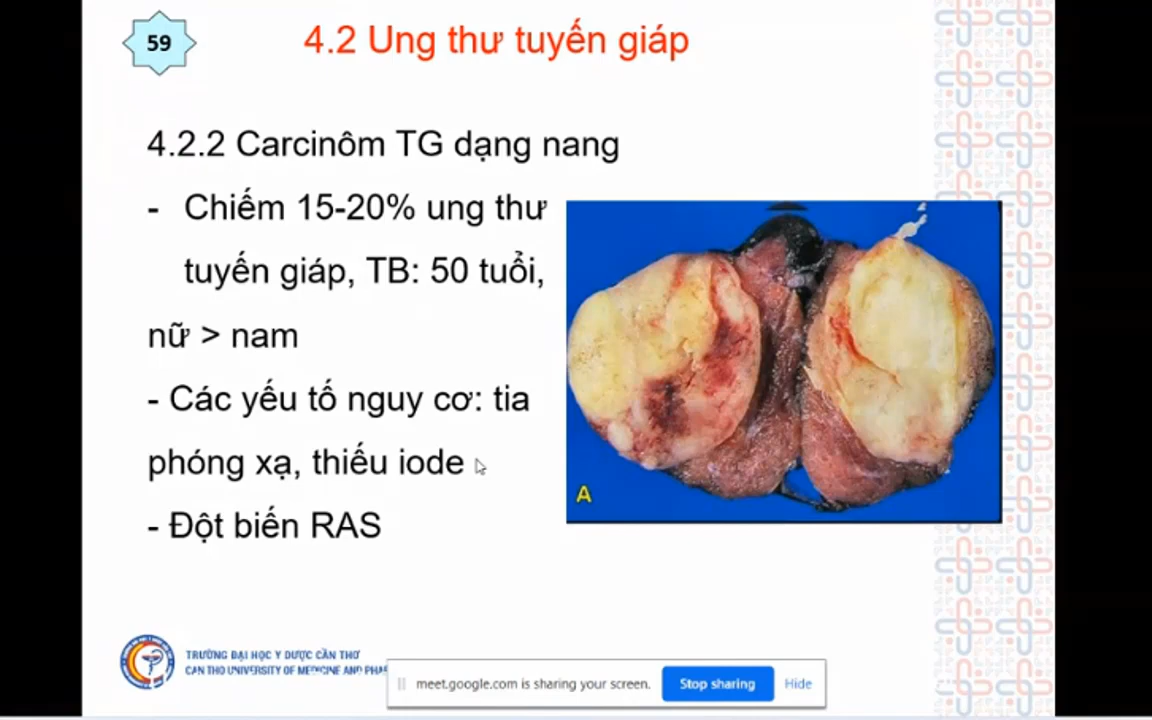 59
4.2 Ung thư tuyến giáp
4.2.2 Carcinôm TG dạng nang
- Chiếm 15-20% ung thư
tuyến giáp, TB: 50 tuổi,
nữ > nam
- Các yếu tố nguy cơ: tia
phóng xạ, thiếu iode
- Đột biến RAS
A
TRƯỜNG ĐẠI HỌC Y DƯỢC CẦN THƠ
CAN THO UNIVERSITY OF MEDICINE AND
meet.google.com is sharing your screen.
Stop sharing
Hide